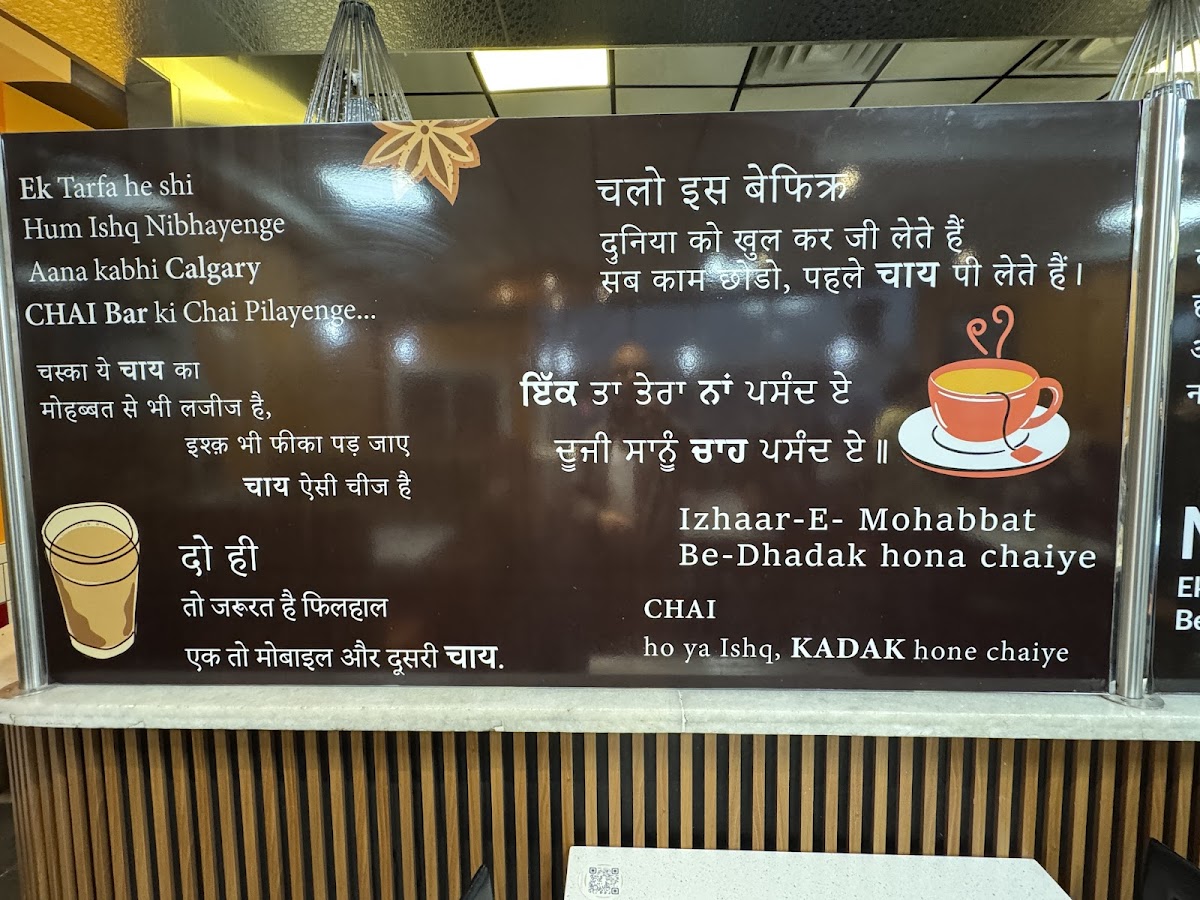 Ek Tarfa he shi
Hum Ishq Nibhayenge
Aana kabhi Calgary
CHAI Bar ki Chai Pilayenge...
चस्का ये चाय का
मोहब्बत से भी लजीज है,
इश्क़ भी फीका पड़ जाए
चाय ऐसी चीज है
दो ही
तो जरूरत है फिलहाल
एक तो मोबाइल और दूसरी चाय.
चलो इस बेफिक्र
दुनिया को खुल कर जी लेते हैं
सब काम छोडो, पहले चाय पी लेते हैं।
ਇੱਕ ਤਾ ਤੇਰਾ ਨਾਂ ਪਸੰਦ ਏ
ਦੂਜੀ ਸਾਨੂੰ ਚਾਹ ਪਸੰਦ ਏ॥
Izhaar-E- Mohabbat
Be-Dhadak hona chaiye
CHAI
ho ya Ishq, KADAK hone chaiye